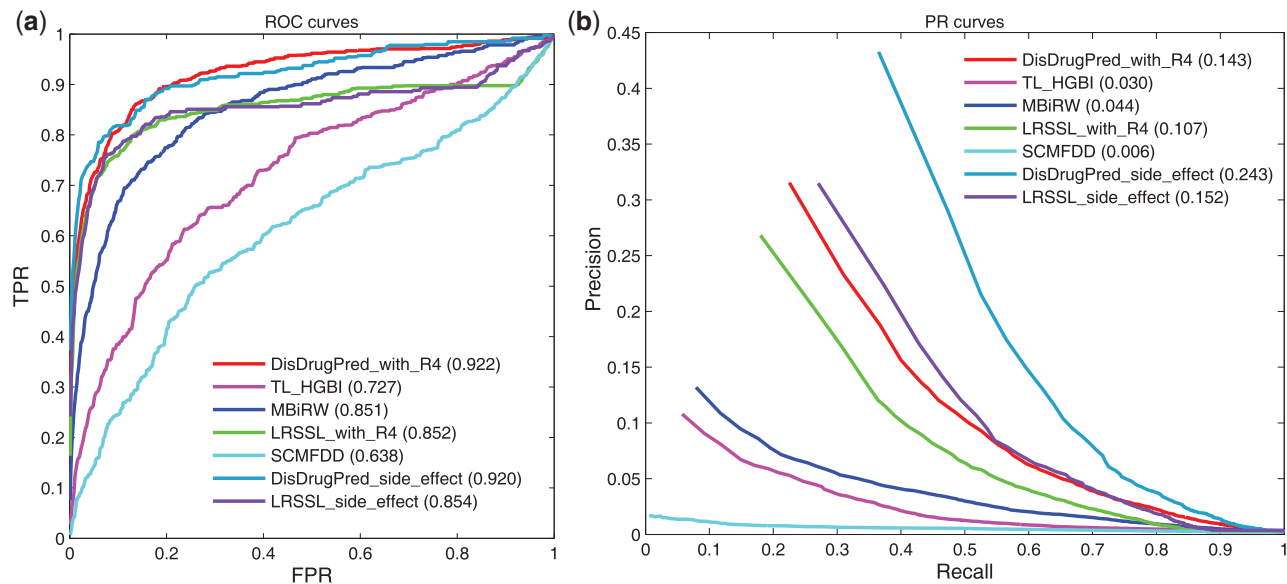 (a)
ROC curves
1
0.9
0.8
0.7
0.6
0.5
0.4
0.3
0.2
0.1
0
TPR
0
0.2
0.4
0.6
0.8
1
FPR
DisDrugPred_with_R4 (0.922)
TL_HGBI (0.727)
MBiRW (0.851)
LRSSL_with_R4 (0.852)
SCMFDD (0.638)
DisDrugPred_side_effect (0.920)
LRSSL_side_effect (0.854)
(b)
PR curves
0.45
0.4
0.35
0.3
0.25
0.2
0.15
0.1
0.05
0
Precision
0
0.1
0.2
0.3
0.4
0.5
0.6
0.7
0.8
0.9
1
Recall
DisDrugPred_with_R4 (0.143)
TL_HGBI (0.030)
MBiRW (0.044)
LRSSL_with_R4 (0.107)
SCMFDD (0.006)
DisDrugPred_side_effect (0.243)
LRSSL_side_effect (0.152)